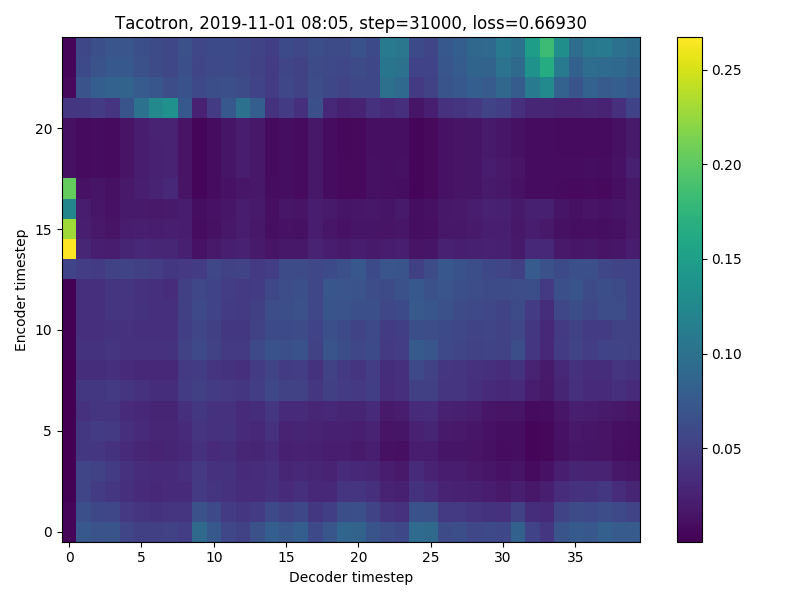 Tacotron, 2019-11-01 08:05, step=31000, loss=0.66930
Encoder timestep
20
15
10
5
0
0 5 10 15 20 25 30 35
Decoder timestep
0.25
0.20
0.15
0.10
0.05